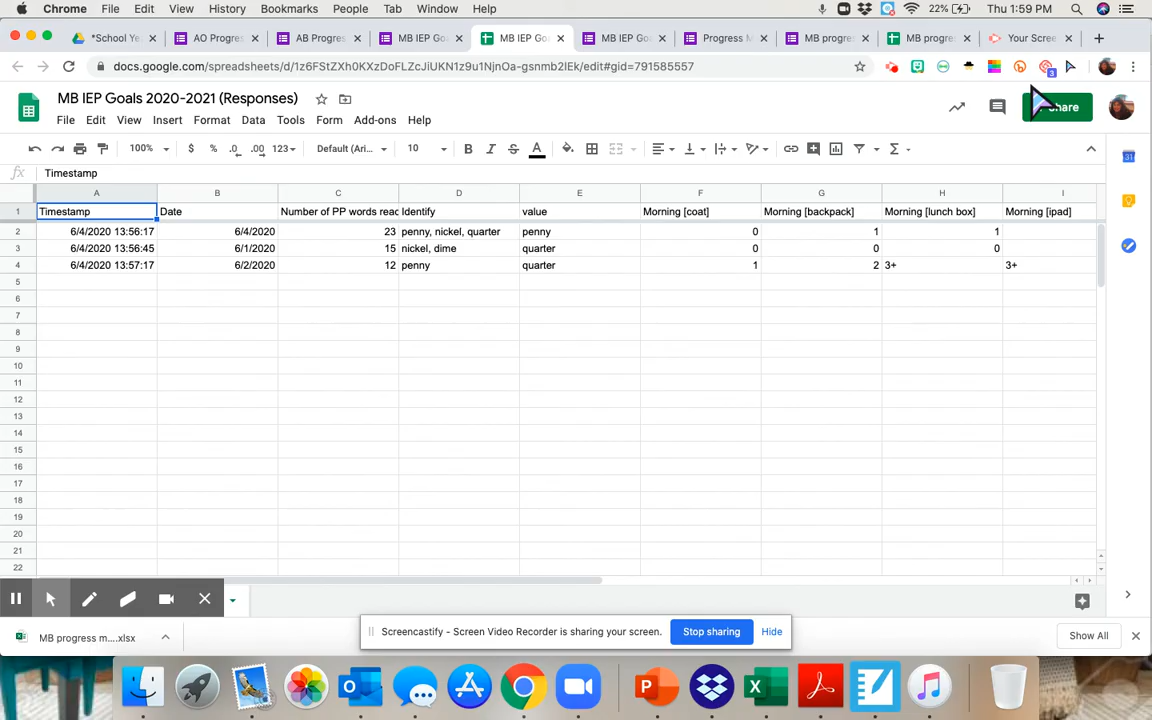 Chrome File Edit View History Bookmarks People Tab Window Help 22% Thu 1:59 PM
*School Ye AO Progres AB Progres MB IEP Go MB IEP Go MB IEP Go Progress M MB progre MB progre Your Scree
docs.google.com/spreadsheets/d/1z6FStZXh0KXzDoFLZcJiUKN1z9u1NjnOa-gsnmb2lEk/edit#gid=791585557 3
MB IEP Goals 2020-2021 (Responses) Share
File Edit View Insert Format Data Tools Form Add-ons Help
100% $ % .0 .00 123 Default (Ari... 10 B I S A Σ
fx Timestamp 31
A B C D E F G H I
1 Timestamp Date Number of PP words reac Identify value Morning [coat] Morning [backpack] Morning [lunch box] Morning [ipad]
2 6/4/2020 13:56:17 6/4/2020 23 penny, nickel, quarter penny 0 1 1
3 6/4/2020 13:56:45 6/1/2020 15 nickel, dime quarter 0 0 0
4 6/4/2020 13:57:17 6/2/2020 12 penny quarter 1 2 3+ 3+
5
6
7
8
9
10
11
12
13
14
15
16
17
18
19
20
21
22
MB progress m....xlsx
Screencastify - Screen Video Recorder is sharing your screen. Stop sharing Hide
Show All
P X